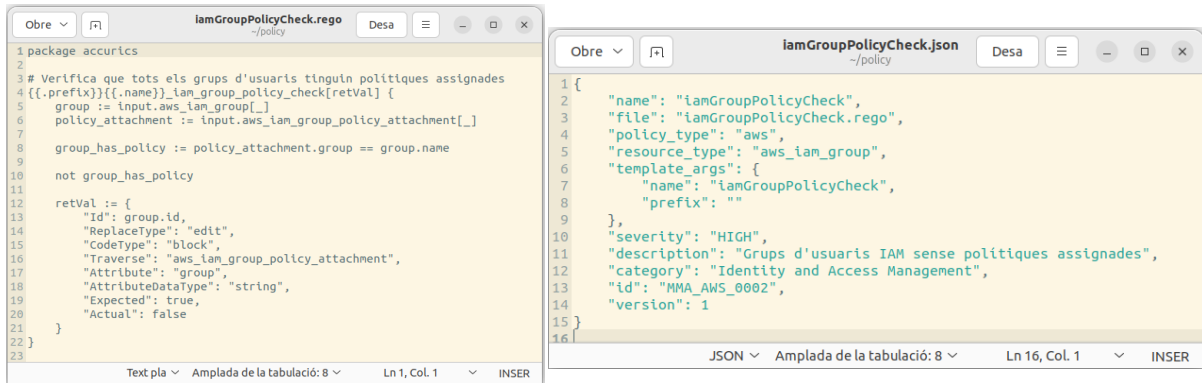 Obre
iamGroupPolicyCheck.rego
~/policy
Desa
1 package accurics
2
3 # Verifica que tots els grups d'usuaris tinguin polítiques assignades
4 {{.prefix}}{{.name}}_iam_group_policy_check[retVal] {
5     group := input.aws_iam_group[_]
6     policy_attachment := input.aws_iam_group_policy_attachment[_]
7
8     group_has_policy := policy_attachment.group == group.name
9
10     not group_has_policy
11
12     retVal := {
13         "Id": group.id,
14         "ReplaceType": "edit",
15         "CodeType": "block",
16         "Traverse": "aws_iam_group_policy_attachment",
17         "Attribute": "group",
18         "AttributeDataType": "string",
19         "Expected": true,
20         "Actual": false
21     }
22 }
23
Text pla Amplada de la tabulació: 8 Ln 1, Col. 1 INSER
Obre
iamGroupPolicyCheck.json
~/policy
Desa
1 {
2     "name": "iamGroupPolicyCheck",
3     "file": "iamGroupPolicyCheck.rego",
4     "policy_type": "aws",
5     "resource_type": "aws_iam_group",
6     "template_args": {
7         "name": "iamGroupPolicyCheck",
8         "prefix": ""
9     },
10     "severity": "HIGH",
11     "description": "Grups d'usuaris IAM sense polítiques assignades",
12     "category": "Identity and Access Management",
13     "id": "MMA_AWS_0002",
14     "version": 1
15 }
16
JSON Amplada de la tabulació: 8 Ln 16, Col. 1 INSER